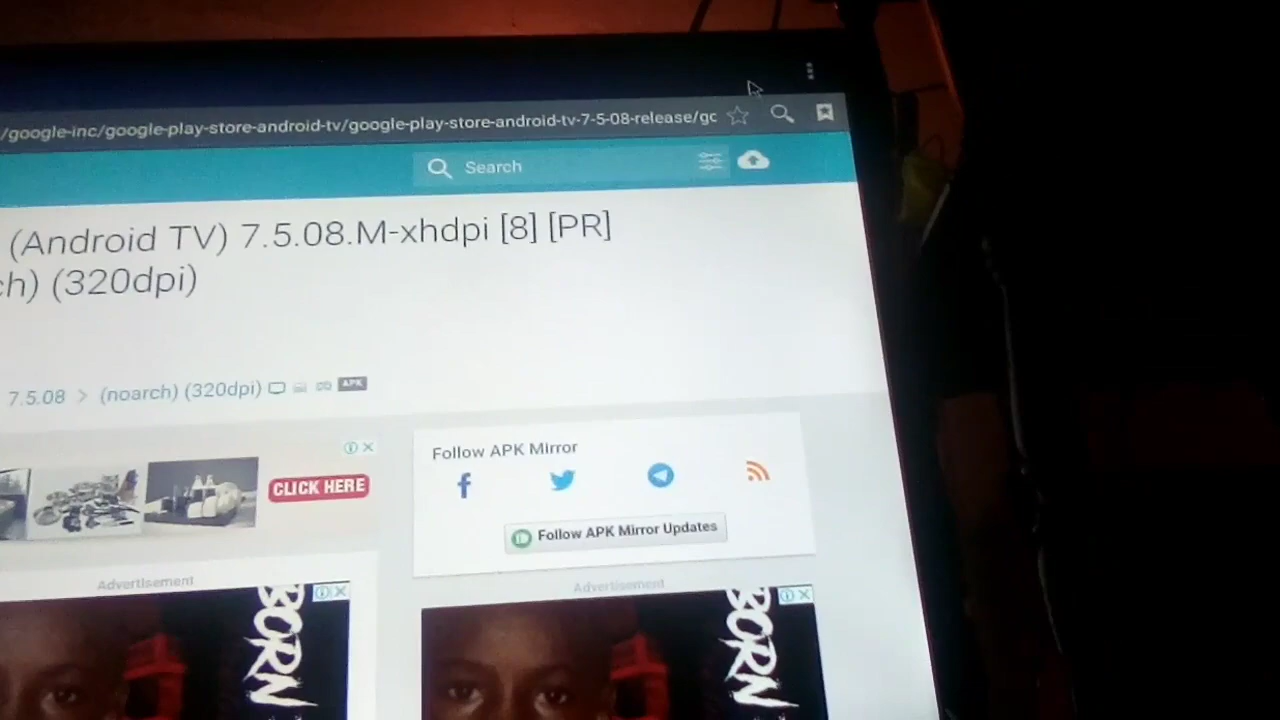 /google-inc/google-play-store-android-tv/google-play-store-android-tv-7-5-08-release/go
Search
(Android TV) 7.5.08.M-xhdpi [8] [PR]
ch) (320dpi)
7.5.08 > (noarch) (320dpi) APK
Follow APK Mirror
CLICK HERE
Follow APK Mirror Updates
Advertisement
Advertisement
BORN
BORN